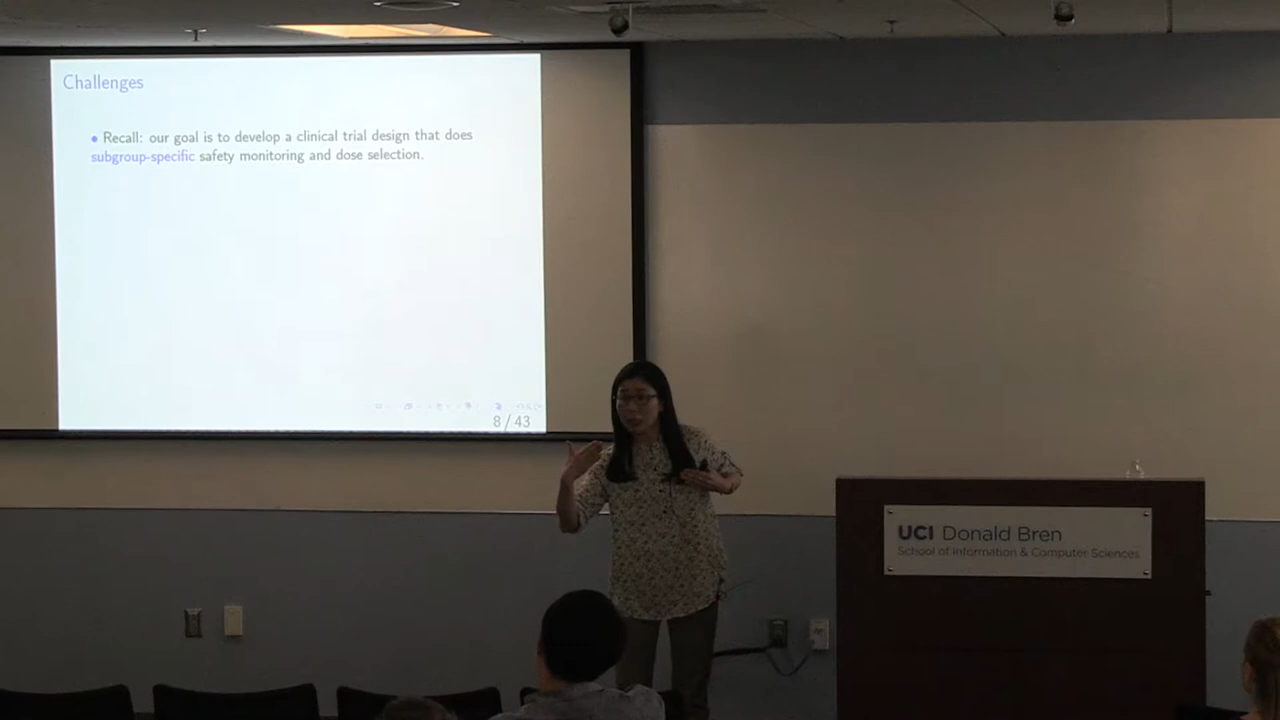 Challenges
• Recall: our goal is to develop a clinical trial design that does
subgroup-specific safety monitoring and dose selection.
8 / 43
UCI Donald Bren
School of Information & Computer Sciences